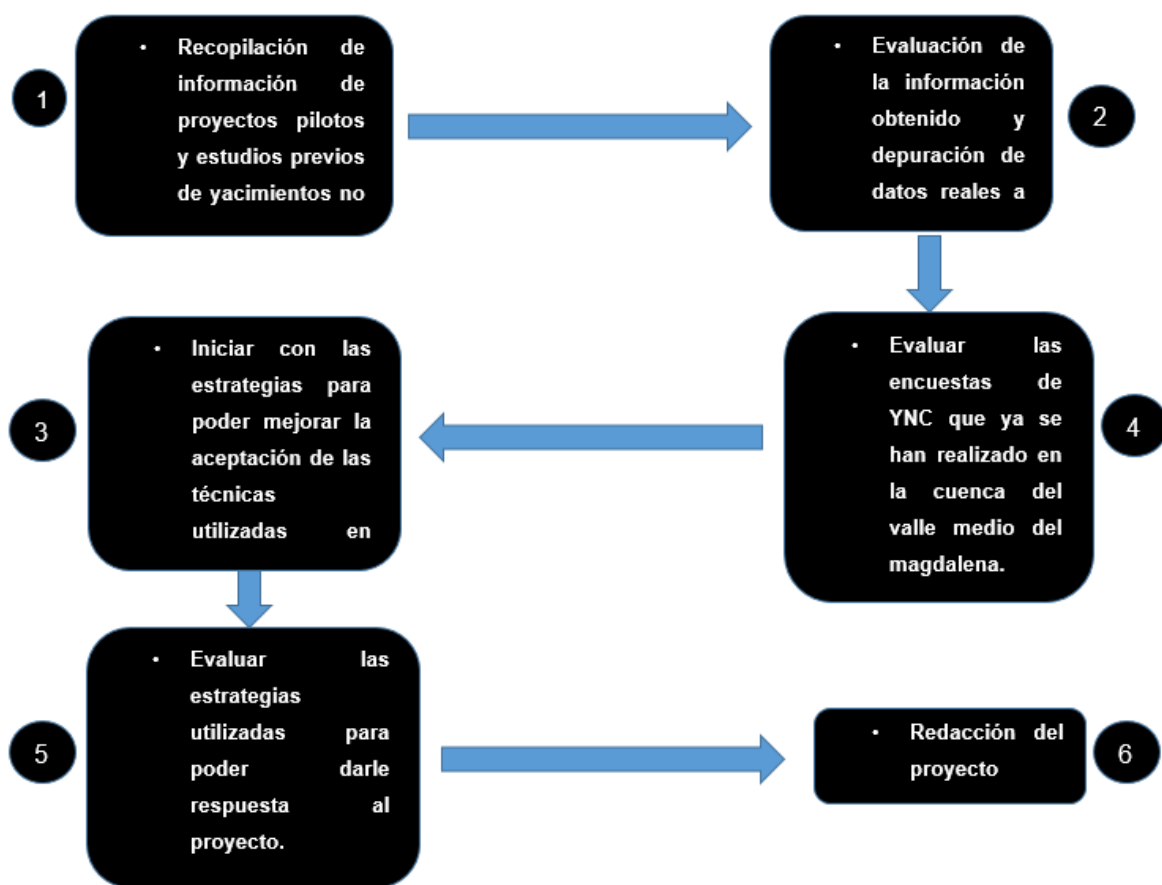 1
• Recopilación de
información de
proyectos pilotos
y estudios previos
de yacimientos no
• Evaluación de
la información
obtenido y
depuración de
datos reales a
2
3
• Iniciar con las
estrategias para
poder mejorar la
aceptación de las
técnicas
utilizadas en
• Evaluar las
encuestas de
YNC que ya se
han realizado en
la cuenca del
valle medio del
magdalena.
4
5
• Evaluar las
estrategias
utilizadas para
poder darle
respuesta al
proyecto.
• Redacción del
proyecto
6